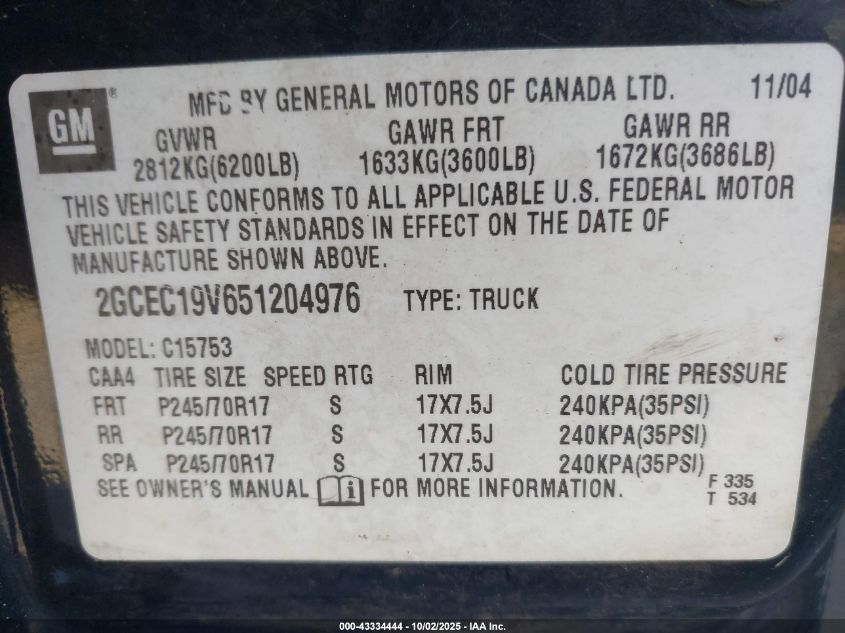 GM ®
MFD BY GENERAL MOTORS OF CANADA LTD. 11/04
GVWR GAWR FRT GAWR RR
2812KG(6200LB) 1633KG(3600LB) 1672KG(3686LB)
THIS VEHICLE CONFORMS TO ALL APPLICABLE U.S. FEDERAL MOTOR
VEHICLE SAFETY STANDARDS IN EFFECT ON THE DATE OF
MANUFACTURE SHOWN ABOVE.
2GCEC19V651204976 TYPE: TRUCK
MODEL: C15753
CAA4 TIRE SIZE SPEED RTG RIM COLD TIRE PRESSURE
FRT P245/70R17 S 17X7.5J 240KPA(35PSI)
RR P245/70R17 S 17X7.5J 240KPA(35PSI)
SPA P245/70R17 S 17X7.5J 240KPA(35PSI)
SEE OWNER'S MANUAL i FOR MORE INFORMATION.
F 335
T 534
000-43334444 - 10/02/2025 - IAA Inc.